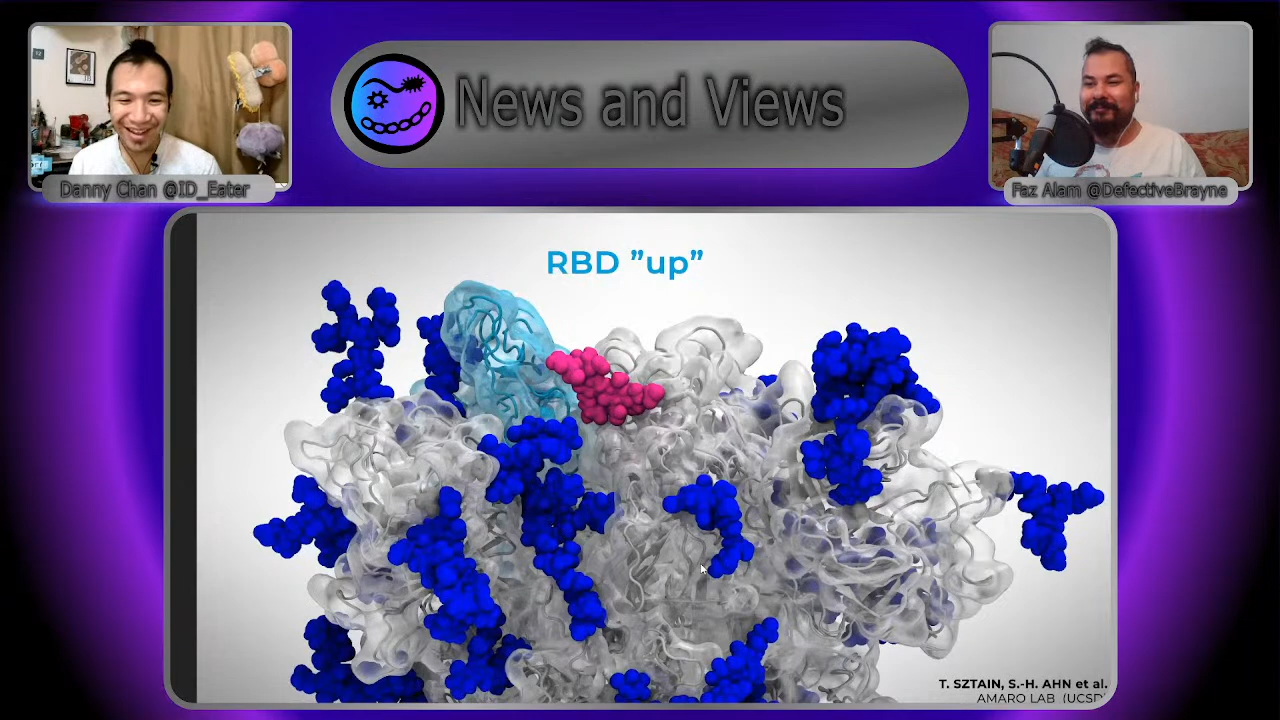 News and Views
Danny Chan @ID_Eater
Faz Alam @DefectiveBrayne
RBD ”up”
T. SZTAIN, S.-H. AHN et al.
AMARO LAB (UCSD)